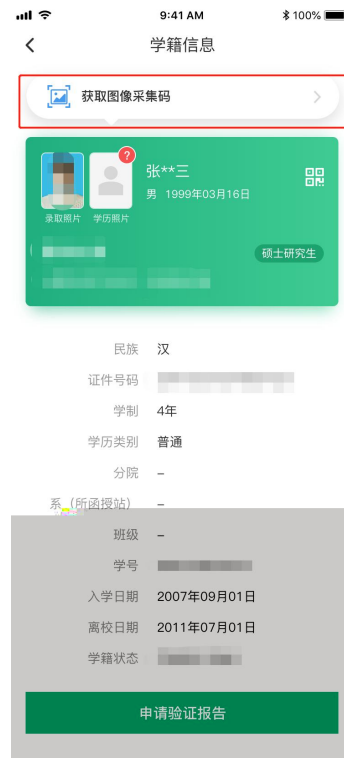 9:41 AM
100%
学籍信息
获取图像采集码
?
张**三
男 1999年03月16日
录取照片 学历照片
硕士研究生
民族 汉
证件号码
学制 4年
学历类别 普通
分院 –
系（所函授站） –
班级 –
学号
入学日期 2007年09月01日
离校日期 2011年07月01日
学籍状态
申请验证报告